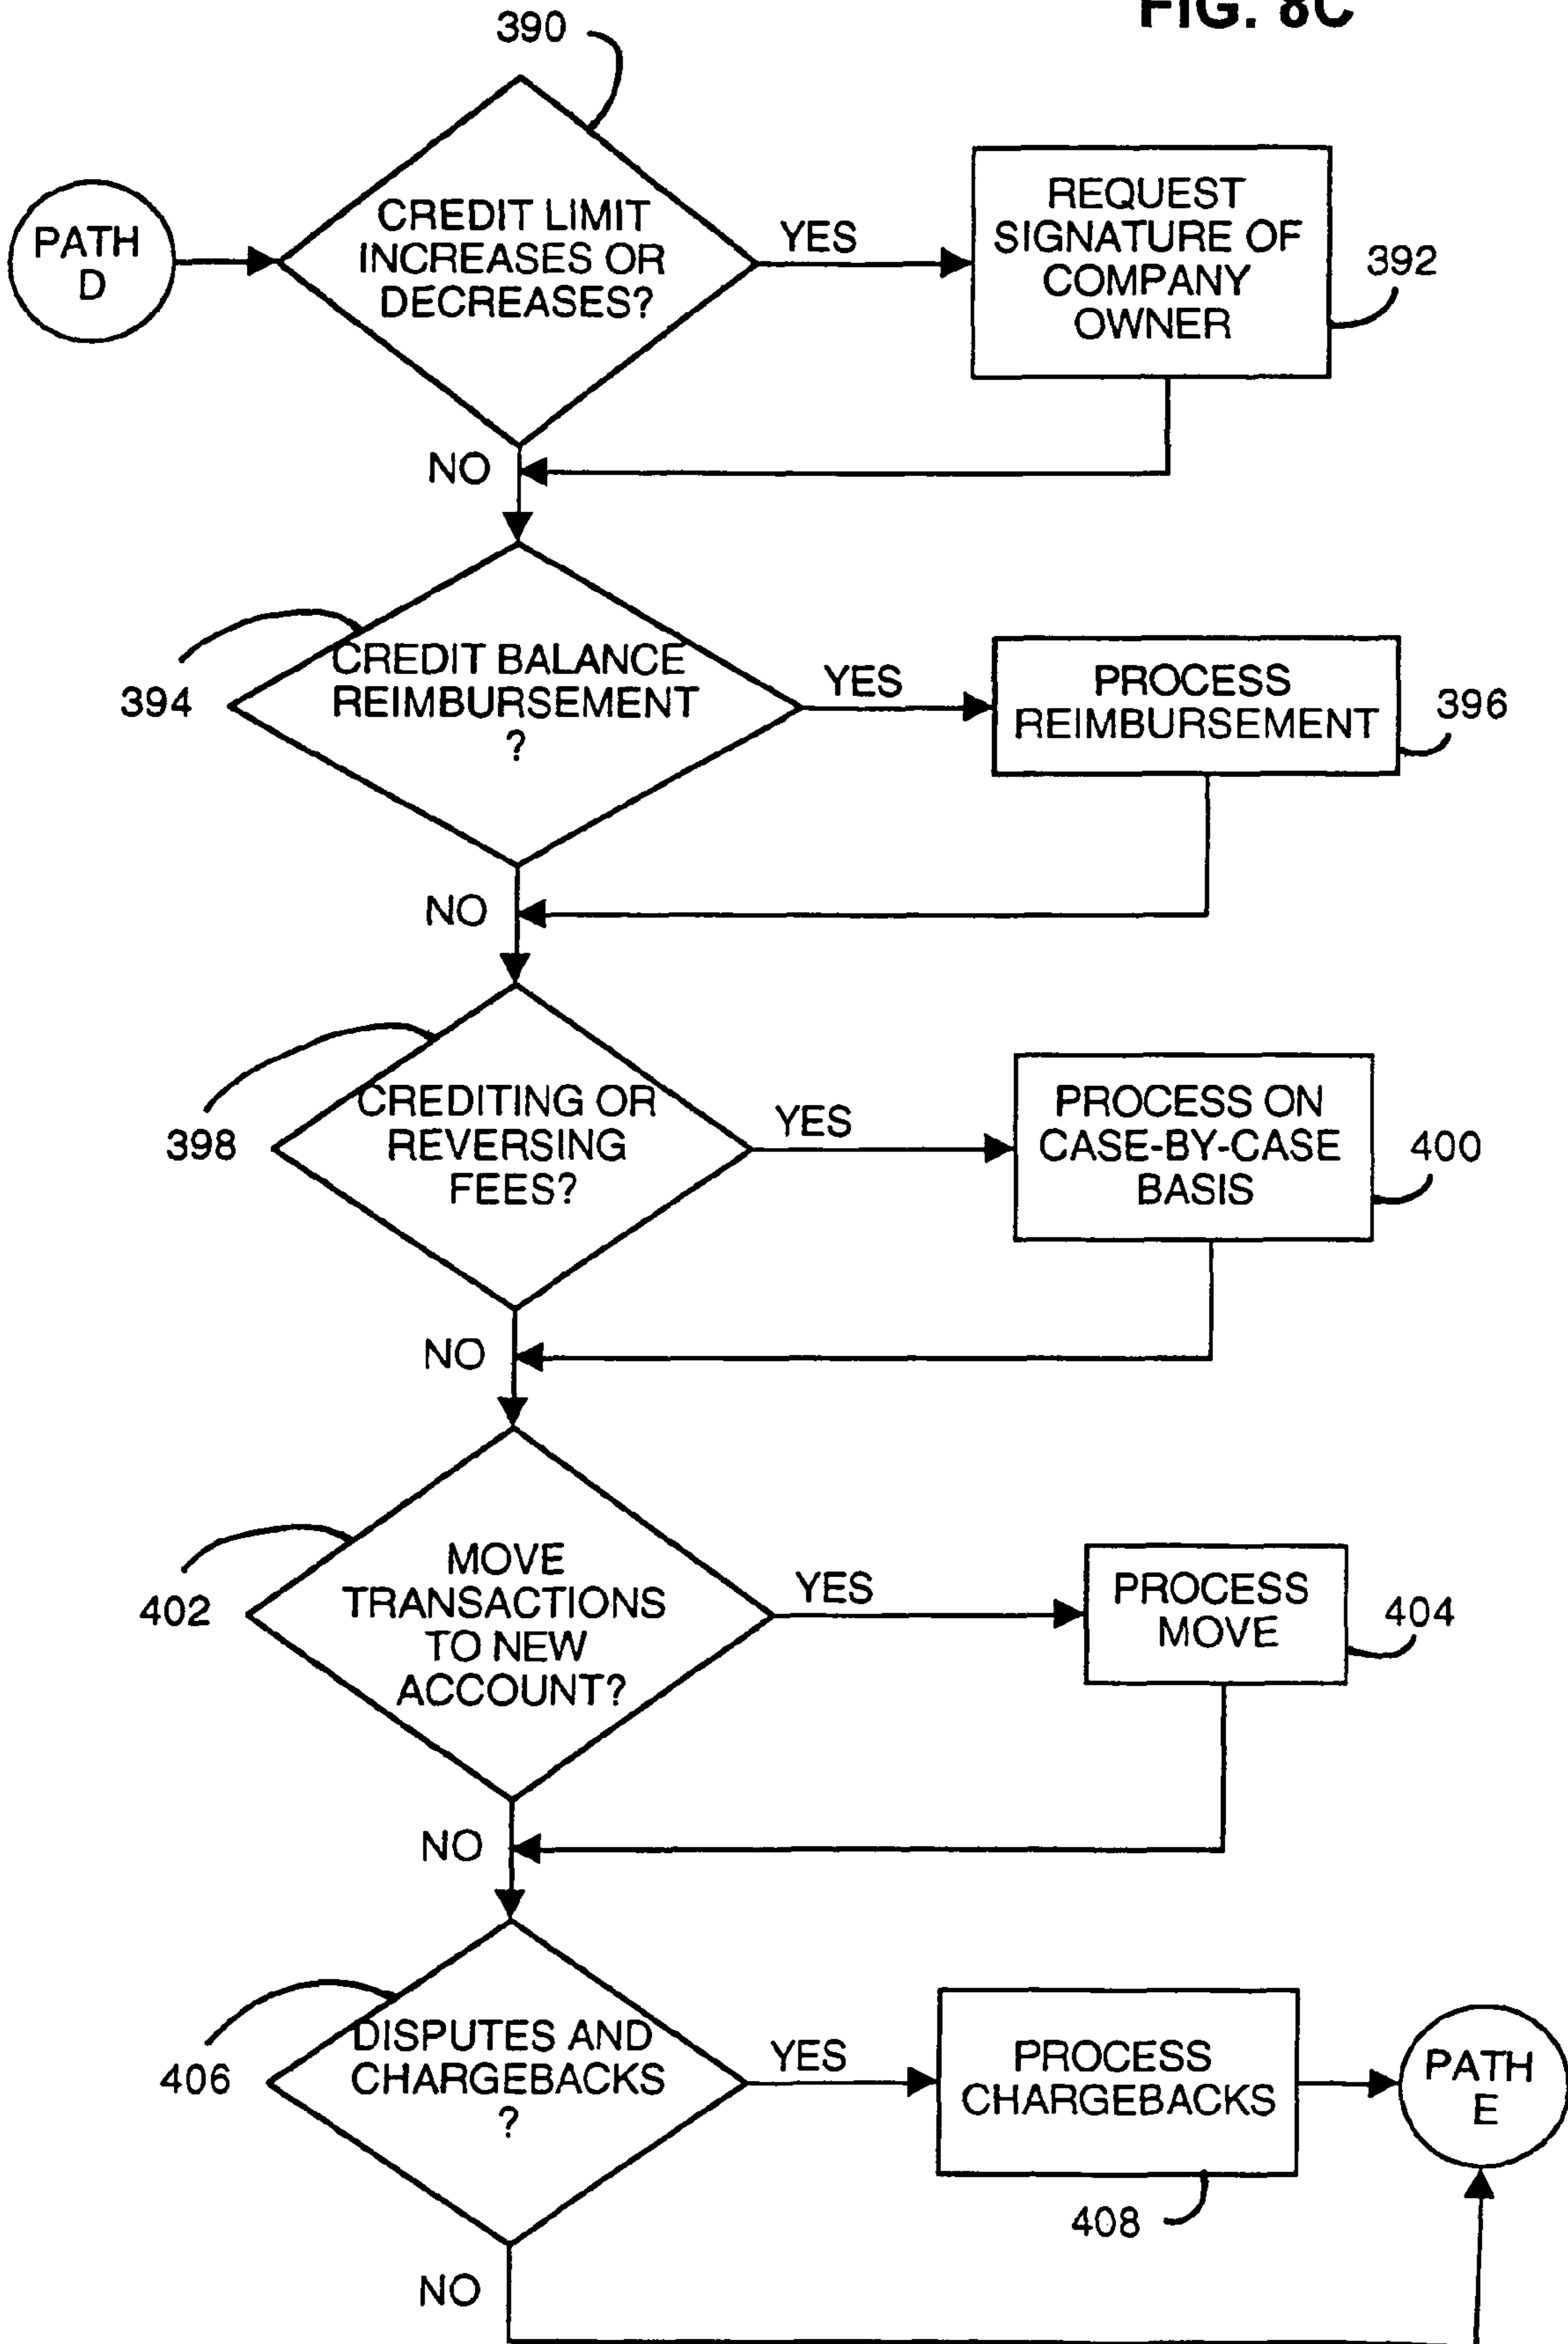 FIG. 8C
390
PATH
D
CREDIT LIMIT
INCREASES OR
DECREASES?
YES
REQUEST
SIGNATURE OF
COMPANY
OWNER
392
NO
394
CREDIT BALANCE
REIMBURSEMENT
?
YES
PROCESS
REIMBURSEMENT
396
NO
398
CREDITING OR
REVERSING
FEES?
YES
PROCESS ON
CASE-BY-CASE
BASIS
400
NO
402
MOVE
TRANSACTIONS
TO NEW
ACCOUNT?
YES
PROCESS
MOVE
404
NO
406
DISPUTES AND
CHARGEBACKS
?
YES
PROCESS
CHARGEBACKS
408
PATH
E
NO